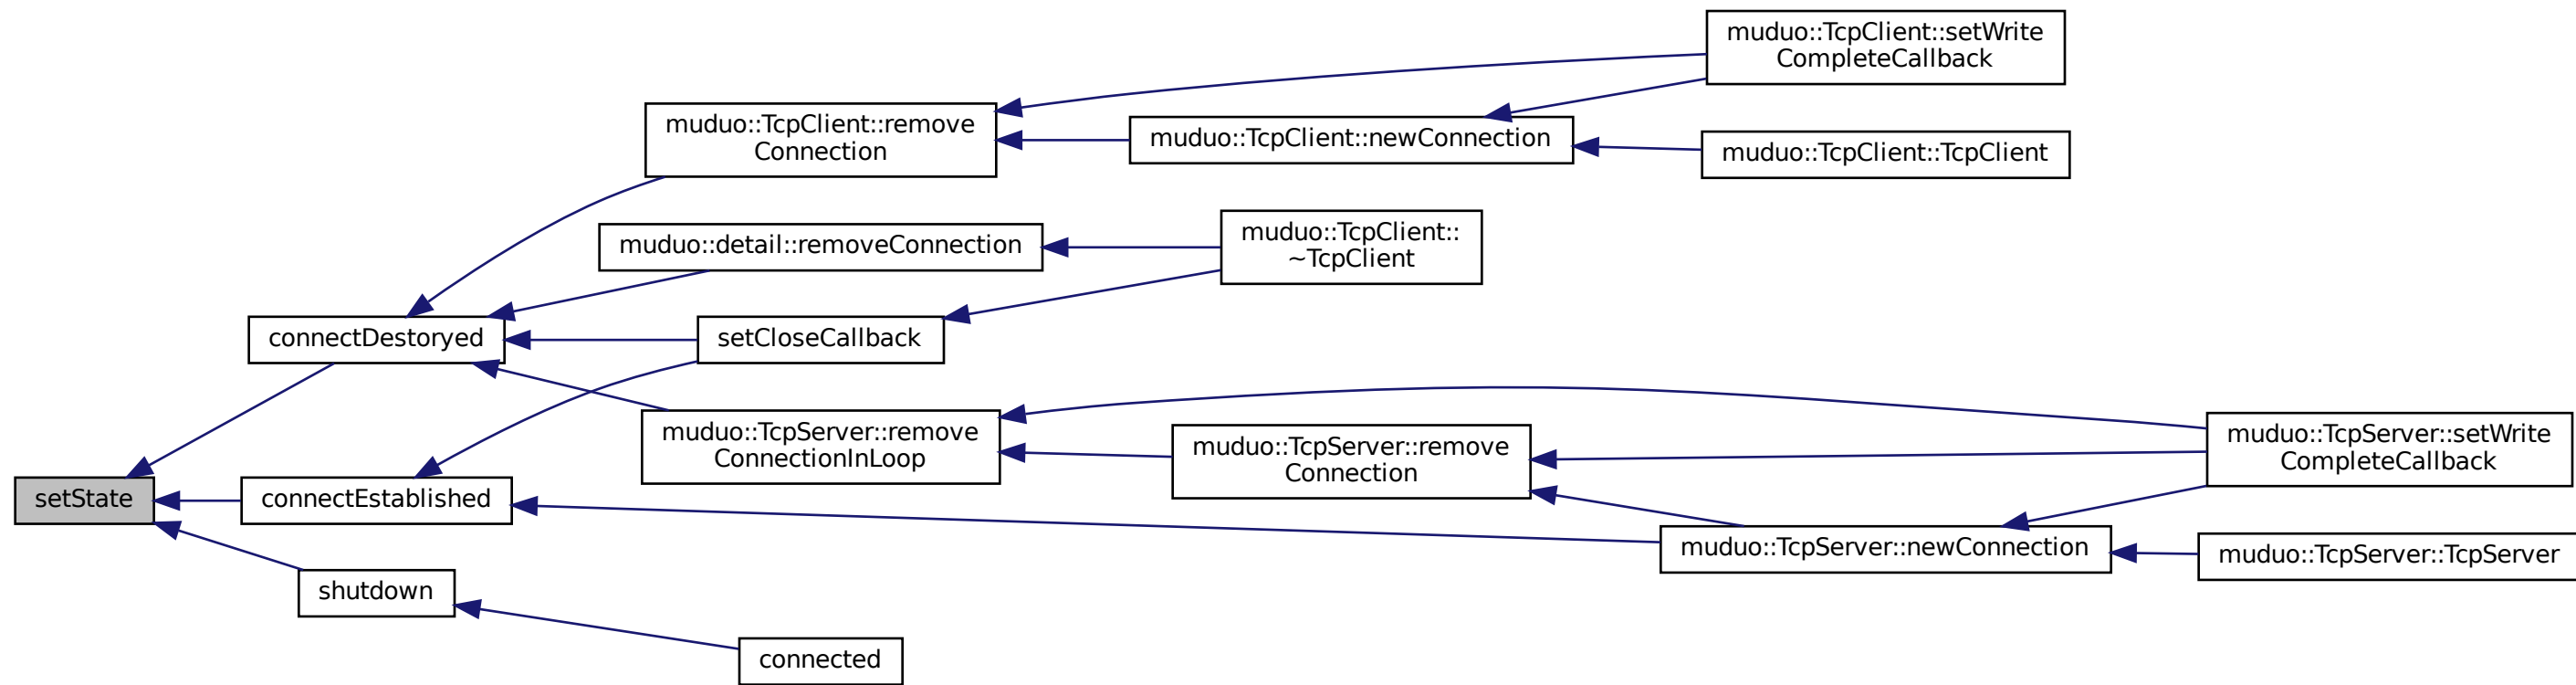 muduo::TcpClient::setWrite
CompleteCallback
muduo::TcpClient::remove
Connection
muduo::TcpClient::newConnection
muduo::TcpClient::TcpClient
muduo::detail::removeConnection
muduo::TcpClient::
~TcpClient
connectDestoryed
setCloseCallback
muduo::TcpServer::remove
ConnectionInLoop
muduo::TcpServer::remove
Connection
muduo::TcpServer::setWrite
CompleteCallback
setState
connectEstablished
muduo::TcpServer::newConnection
muduo::TcpServer::TcpServer
shutdown
connected